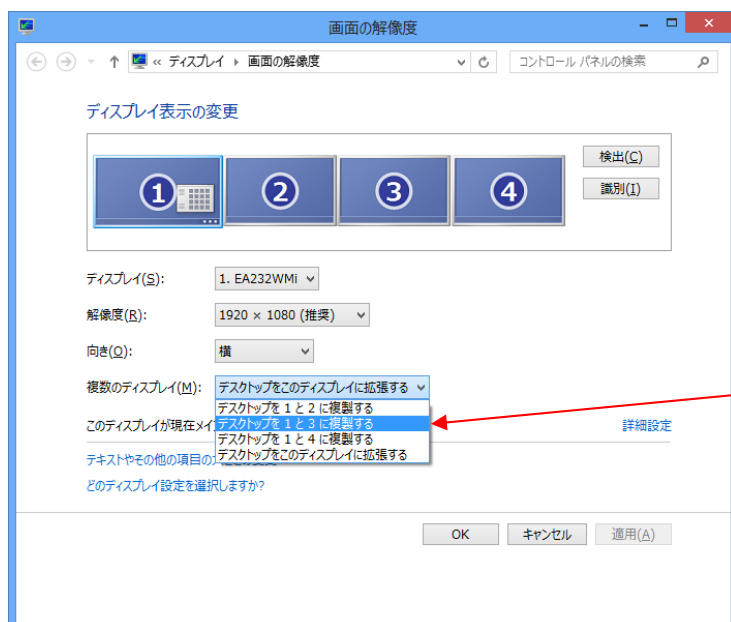 画面の解像度
« ディスプレイ ▸ 画面の解像度
コントロール パネルの検索
ディスプレイ表示の変更
1 2 3 4
検出(C)
識別(I)
ディスプレイ(S): 1. EA232WMi
解像度(R): 1920 × 1080 (推奨)
向き(O): 横
複数のディスプレイ(M): デスクトップをこのディスプレイに拡張する
デスクトップを 1 と 2 に複製する
このディスプレイが現在メイ
デスクトップを 1 と 3 に複製する
詳細設定
デスクトップを 1 と 4 に複製する
デスクトップをこのディスプレイに拡張する
テキストやその他の項目の
どのディスプレイ設定を選択しますか?
OK キャンセル 適用(A)